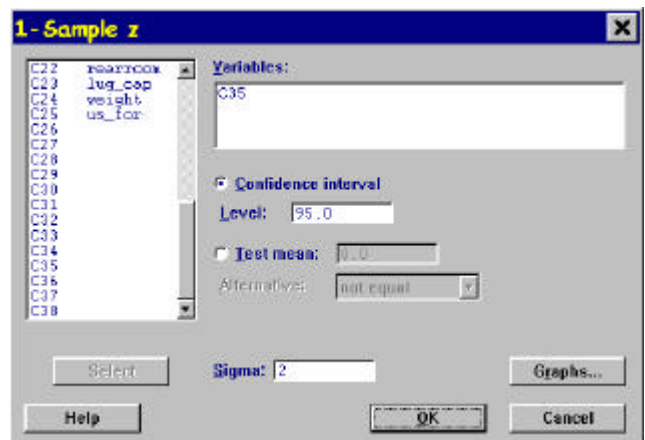 1-Sample z
C22 rearroom
C23 lug_cap
C24 weight
C25 us_for
C26
C27
C28
C29
C30
C31
C32
C33
C34
C35
C36
C37
C38
Variables:
C35
Confidence interval
Level: 95.0
Test mean: 0.0
Alternative: not equal
Select
Sigma: 2
Graphs...
Help
OK
Cancel